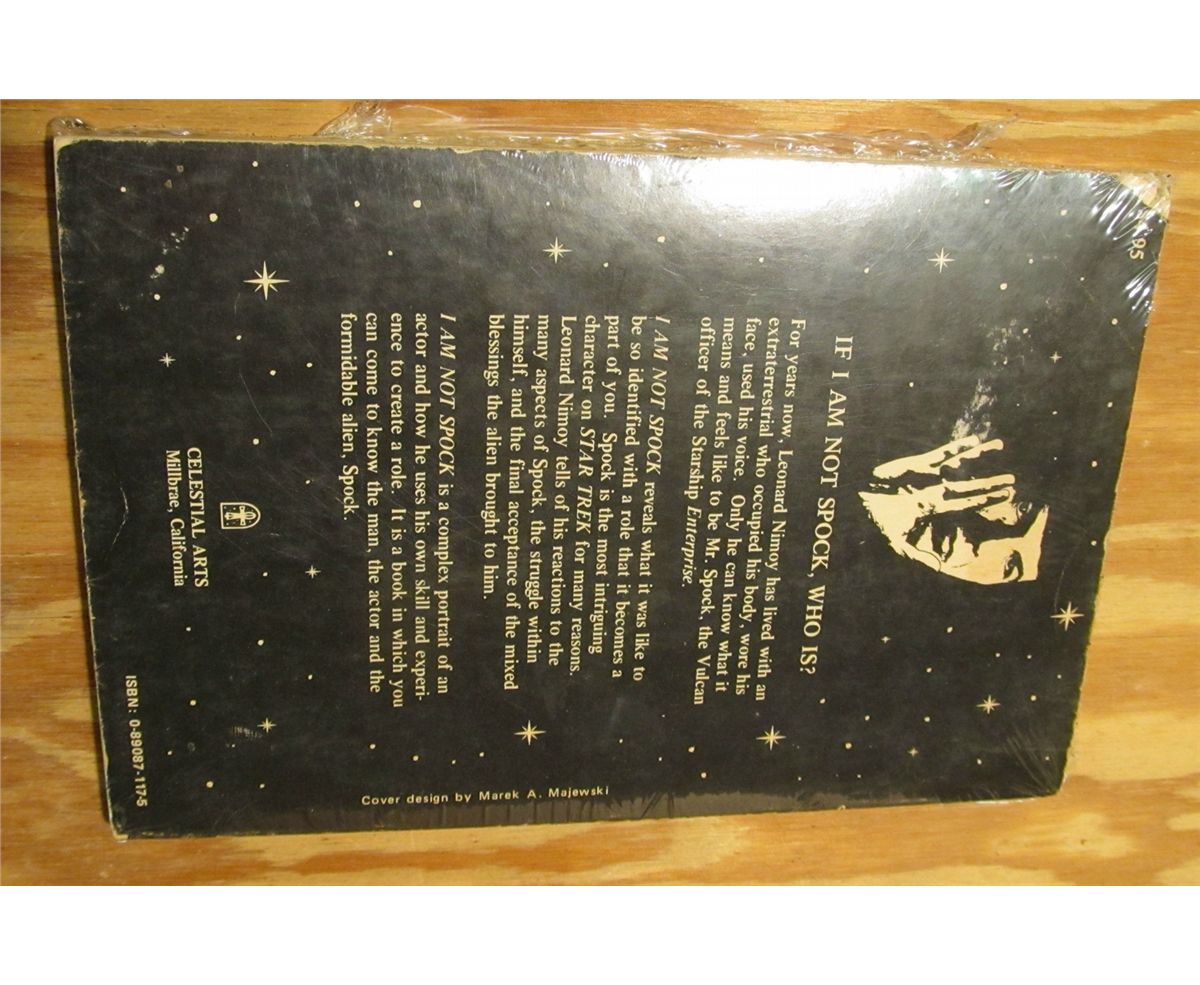 IF I AM NOT SPOCK, WHO IS?
For years now, Leonard Nimoy has lived with an
extraterrestrial who occupied his body, wore his
face, used his voice. Only he can know what it
means and feels like to be Mr. Spock, the Vulcan
officer of the Starship Enterprise.
I AM NOT SPOCK reveals what it was like to
be so identified with a role that it becomes a
part of you. Spock is the most intriguing
character on STAR TREK for many reasons.
Leonard Nimoy tells of his reactions to the
many aspects of Spock, the struggle within
himself, and the final acceptance of the mixed
blessings the alien brought to him.
I AM NOT SPOCK is a complex portrait of an
actor and how he uses his own skill and experi-
ence to create a role. It is a book in which you
can come to know the man, the actor and the
formidable alien, Spock.
CELESTIAL ARTS
Millbrae, California
ISBN: 0-89087-117-5
Cover design by Marek A. Majewski